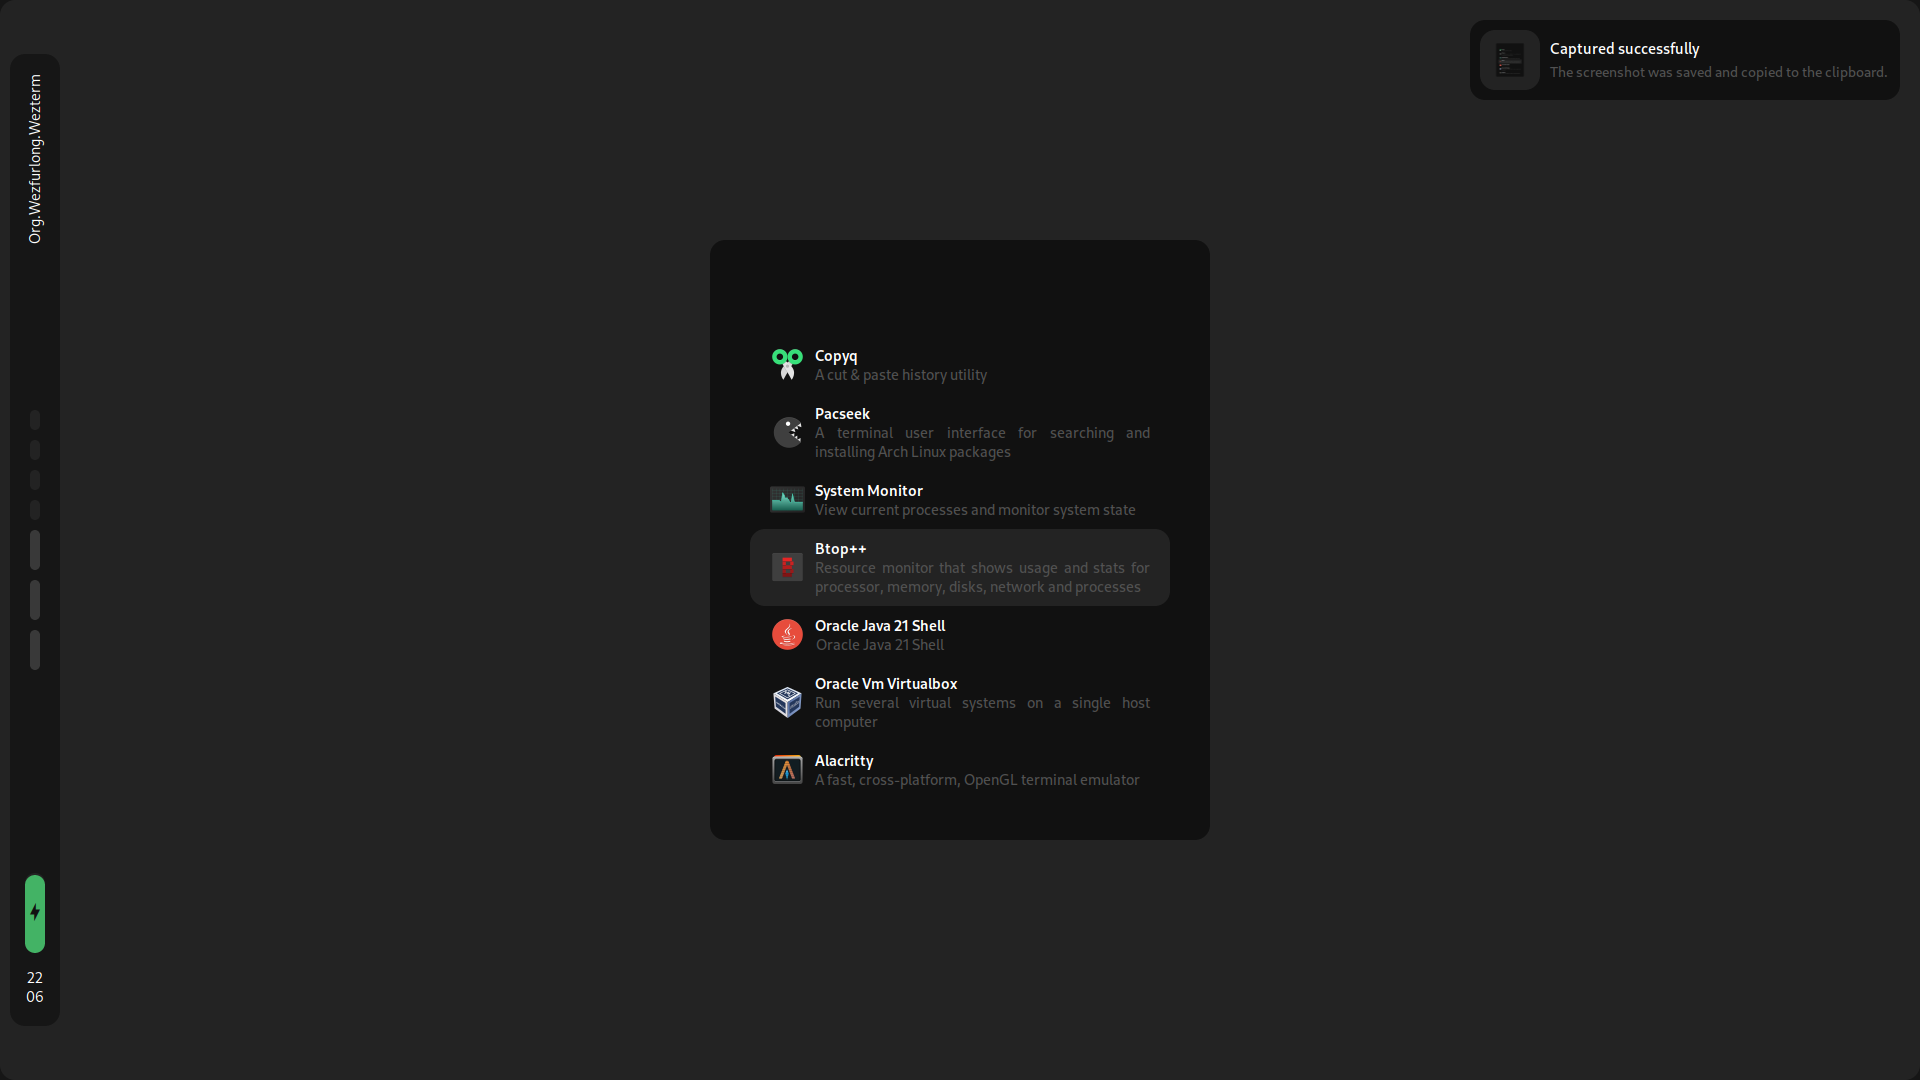 Org.Wezfurlong.Wezterm
Captured successfully
The screenshot was saved and copied to the clipboard.
Copyq
A cut & paste history utility
Pacseek
A terminal user interface for searching and
installing Arch Linux packages
System Monitor
View current processes and monitor system state
Btop++
Resource monitor that shows usage and stats for
processor, memory, disks, network and processes
Oracle Java 21 Shell
Oracle Java 21 Shell
Oracle Vm Virtualbox
Run several virtual systems on a single host
computer
Alacritty
A fast, cross-platform, OpenGL terminal emulator
22
06